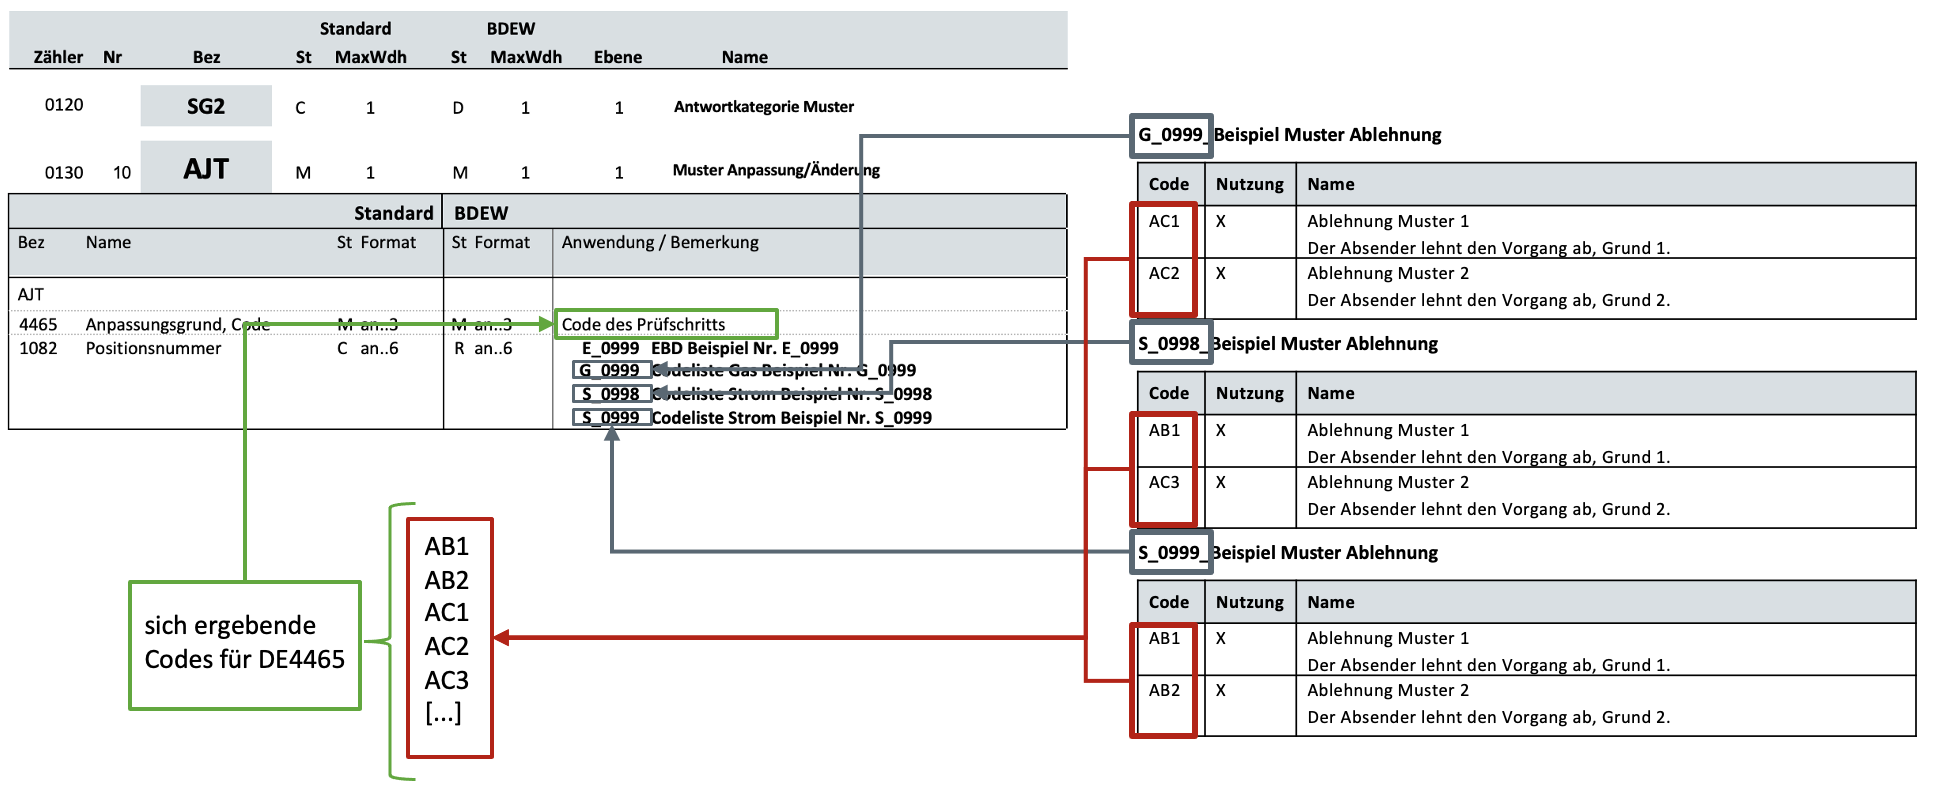 Standard BDEW
Zähler Nr Bez St MaxWdh St MaxWdh Ebene Name
0120 SG2 C 1 D 1 1 Antwortkategorie Muster
0130 10 AJT M 1 M 1 1 Muster Anpassung/Änderung
Standard BDEW
Bez Name St Format St Format Anwendung / Bemerkung
AJT
4465 Anpassungsgrund, Code M an..3 M an..3 Code des Prüfschritts
1082 Positionsnummer C an..6 R an..6 E_0999 EBD Beispiel Nr. E_0999
G_0999 Codeliste Gas Beispiel Nr. G_0999
S_0998 Codeliste Strom Beispiel Nr. S_0998
S_0999 Codeliste Strom Beispiel Nr. S_0999
sich ergebende
Codes für DE4465
AB1
AB2
AC1
AC2
AC3
[...]
G_0999_Beispiel Muster Ablehnung
Code Nutzung Name
AC1 X Ablehnung Muster 1
Der Absender lehnt den Vorgang ab, Grund 1.
AC2 X Ablehnung Muster 2
Der Absender lehnt den Vorgang ab, Grund 2.
S_0998_Beispiel Muster Ablehnung
Code Nutzung Name
AB1 X Ablehnung Muster 1
Der Absender lehnt den Vorgang ab, Grund 1.
AC3 X Ablehnung Muster 2
Der Absender lehnt den Vorgang ab, Grund 2.
S_0999_Beispiel Muster Ablehnung
Code Nutzung Name
AB1 X Ablehnung Muster 1
Der Absender lehnt den Vorgang ab, Grund 1.
AB2 X Ablehnung Muster 2
Der Absender lehnt den Vorgang ab, Grund 2.